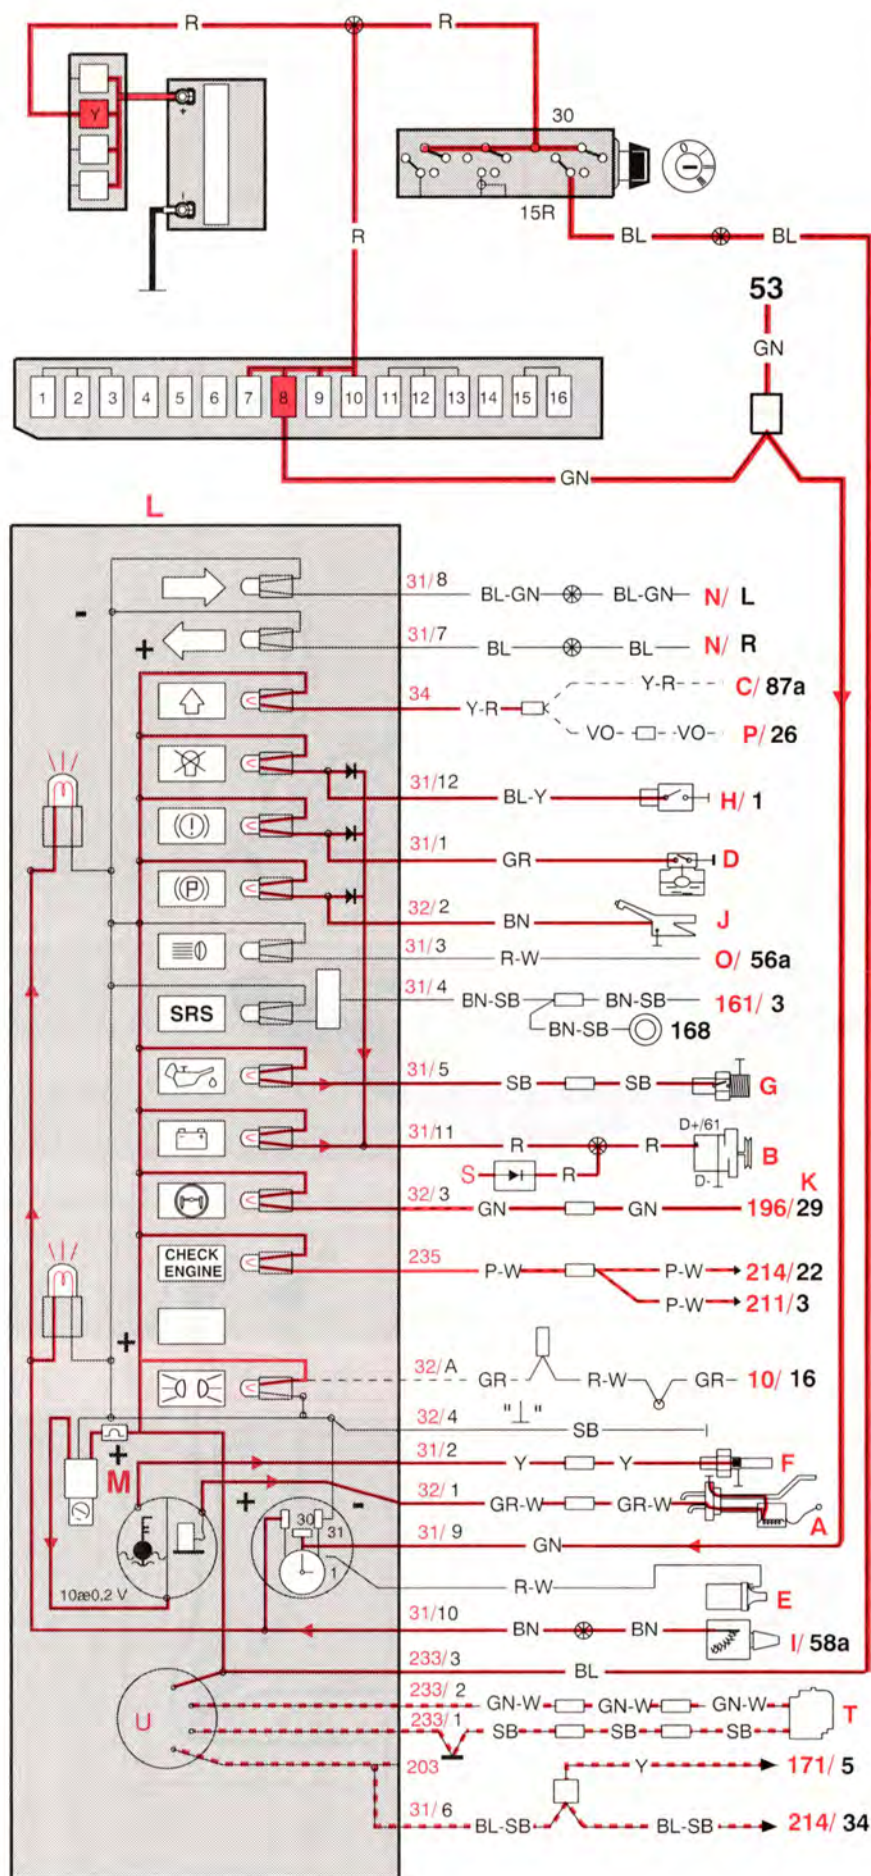 R R
Y
+
-
30
15R
R
BL BL
53
GN
1 2 3 4 5 6 7 8 9 10 11 12 13 14 15 16
GN
L
31/8 BL-GN BL-GN N/ L
-
+
31/7 BL BL N/ R
34 Y-R Y-R C/ 87a
VO VO P/ 26
31/12 BL-Y H/ 1
(!) 31/1 GR D
(P) 32/2 BN J
31/3 R-W O/ 56a
SRS 31/4 BN-SB BN-SB 161/ 3
BN-SB 168
31/5 SB SB G
31/11 R R D+/61 B
D-
S R K
32/3 GN GN 196/29
CHECK ENGINE 235 P-W P-W 214/22
P-W 211/3
+
32/A GR R-W GR 10/ 16
32/4 "⊥" SB
+
M
31/2 Y Y F
32/1 GR-W GR-W A
+ -
30 31
1
31/9 GN
10æ0,2 V
R-W E
31/10 BN BN I/58a
233/3 BL
U
233/2 GN-W GN-W GN-W T
233/1 SB SB SB
203 Y 171/ 5
31/6 BL-SB BL-SB 214/ 34